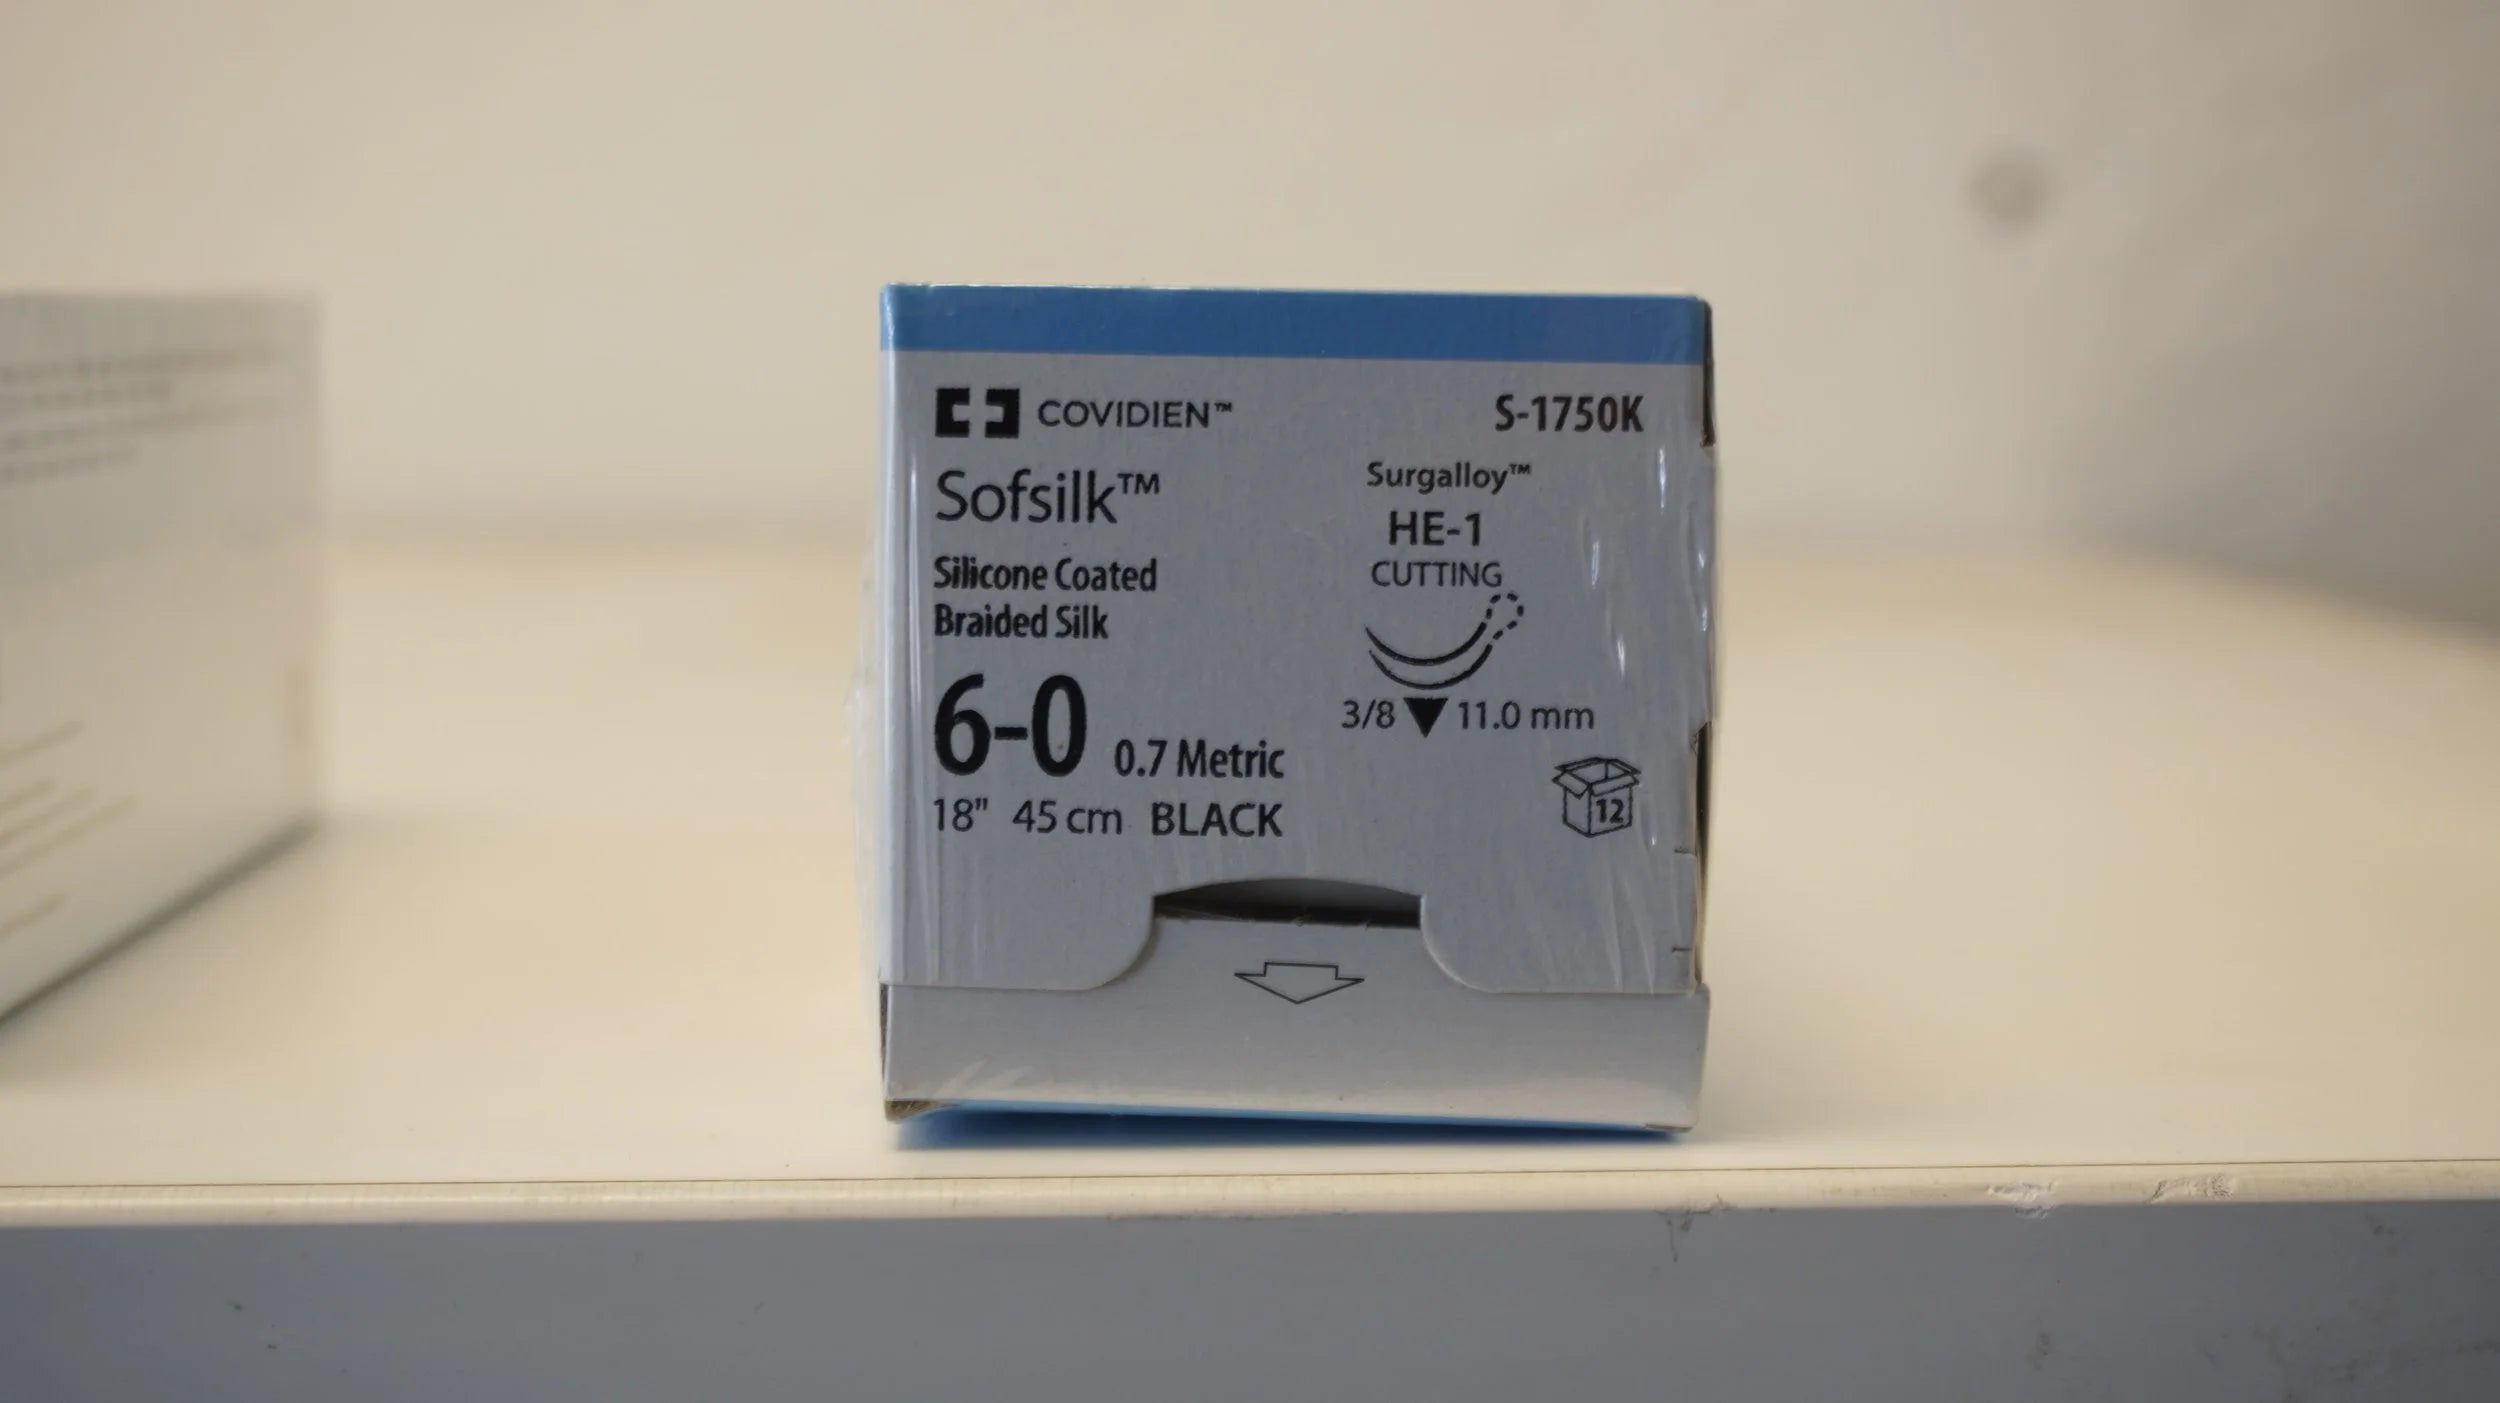 COVIDIEN™
S-1750K
Sofsilk™
Surgalloy™
HE-1
CUTTING
Silicone Coated
Braided Silk
6-0 0.7 Metric
3/8 11.0 mm
18" 45 cm BLACK
12